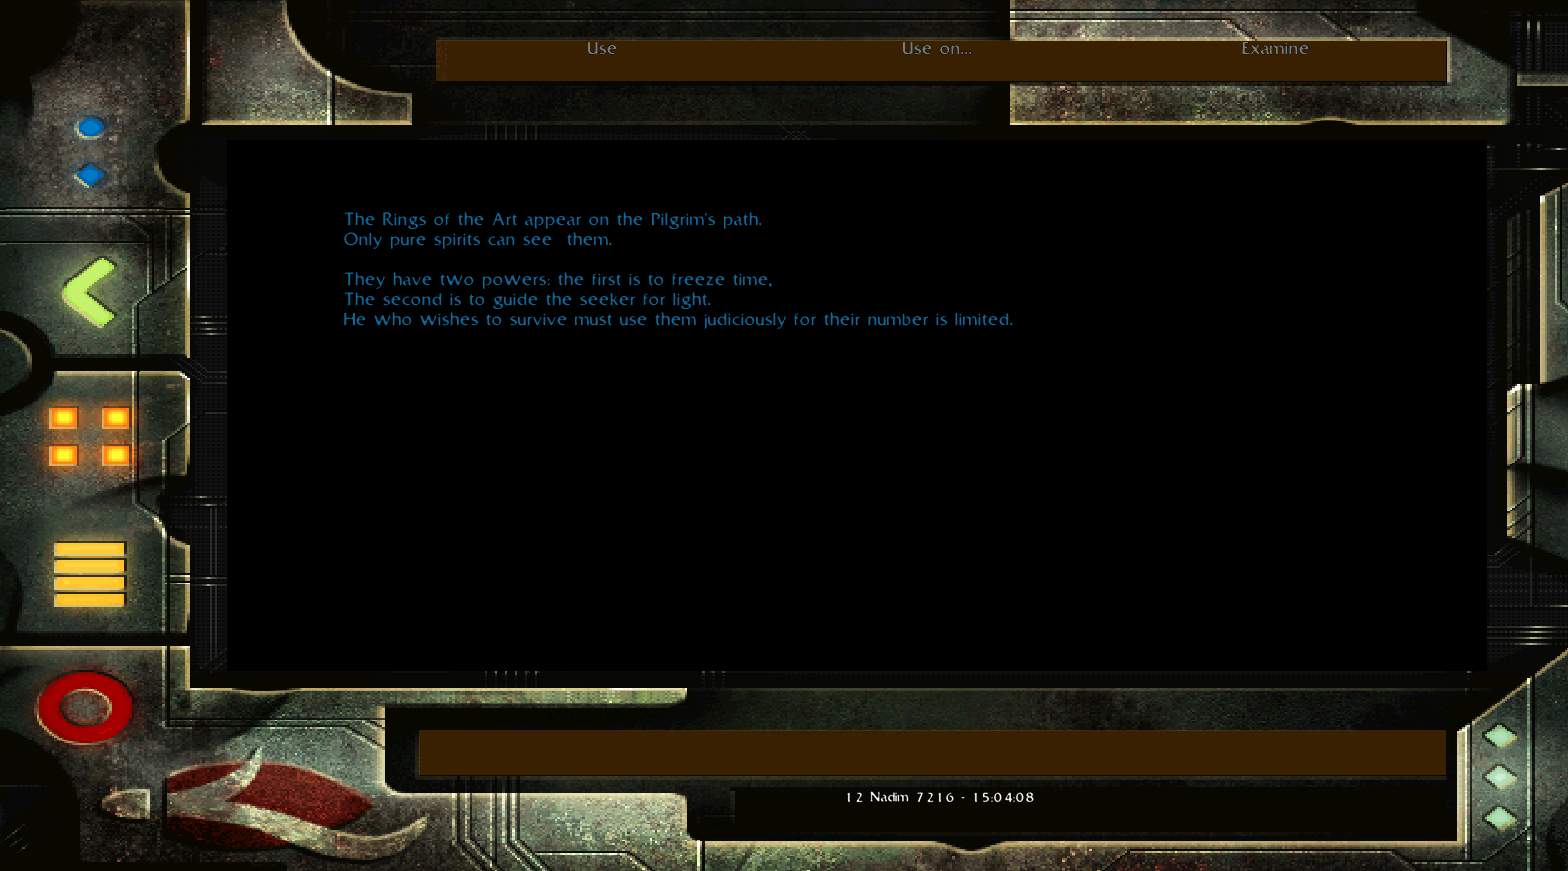 Use Use on... Examine
The Rings of the Art appear on the Pilgrim's path.
Only pure spirits can see  them.
They have two powers: the first is to freeze time,
The second is to guide the seeker for light.
He who wishes to survive must use them judiciously for their number is limited.
12 Nadim 7216 - 15:04:08